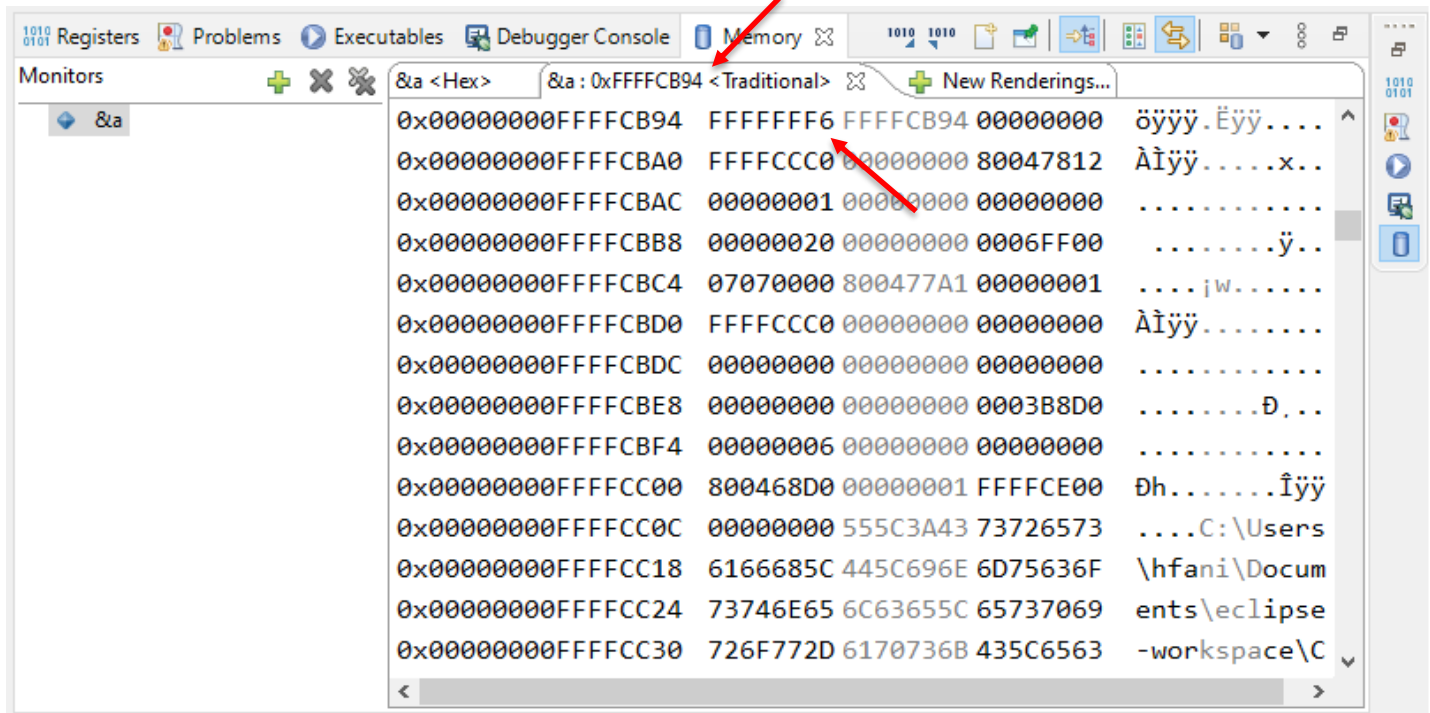 Registers Problems Executables Debugger Console Memory
Monitors
&a <Hex> &a : 0xFFFFCB94 <Traditional> New Renderings...
&a
0x00000000FFFFCB94 FFFFFFF6 FFFFCB94 00000000 öÿÿÿ.Ëÿÿ....
0x00000000FFFFCBA0 FFFFCCC0 00000000 80047812 ÀÌÿÿ.....x..
0x00000000FFFFCBAC 00000001 00000000 00000000 ............
0x00000000FFFFCBB8 00000020 00000000 0006FF00  ........ÿ..
0x00000000FFFFCBC4 07070000 800477A1 00000001 ....¡w......
0x00000000FFFFCBD0 FFFFCCC0 00000000 00000000 ÀÌÿÿ........
0x00000000FFFFCBDC 00000000 00000000 00000000 ............
0x00000000FFFFCBE8 00000000 00000000 0003B8D0 ........Ð¸..
0x00000000FFFFCBF4 00000006 00000000 00000000 ............
0x00000000FFFFCC00 800468D0 00000001 FFFFCE00 Ðh.......Îÿÿ
0x00000000FFFFCC0C 00000000 555C3A43 73726573 ....C:\Users
0x00000000FFFFCC18 6166685C 445C696E 6D75636F \hfani\Docum
0x00000000FFFFCC24 73746E65 6C63655C 65737069 ents\eclipse
0x00000000FFFFCC30 726F772D 6170736B 435C6563 -workspace\C